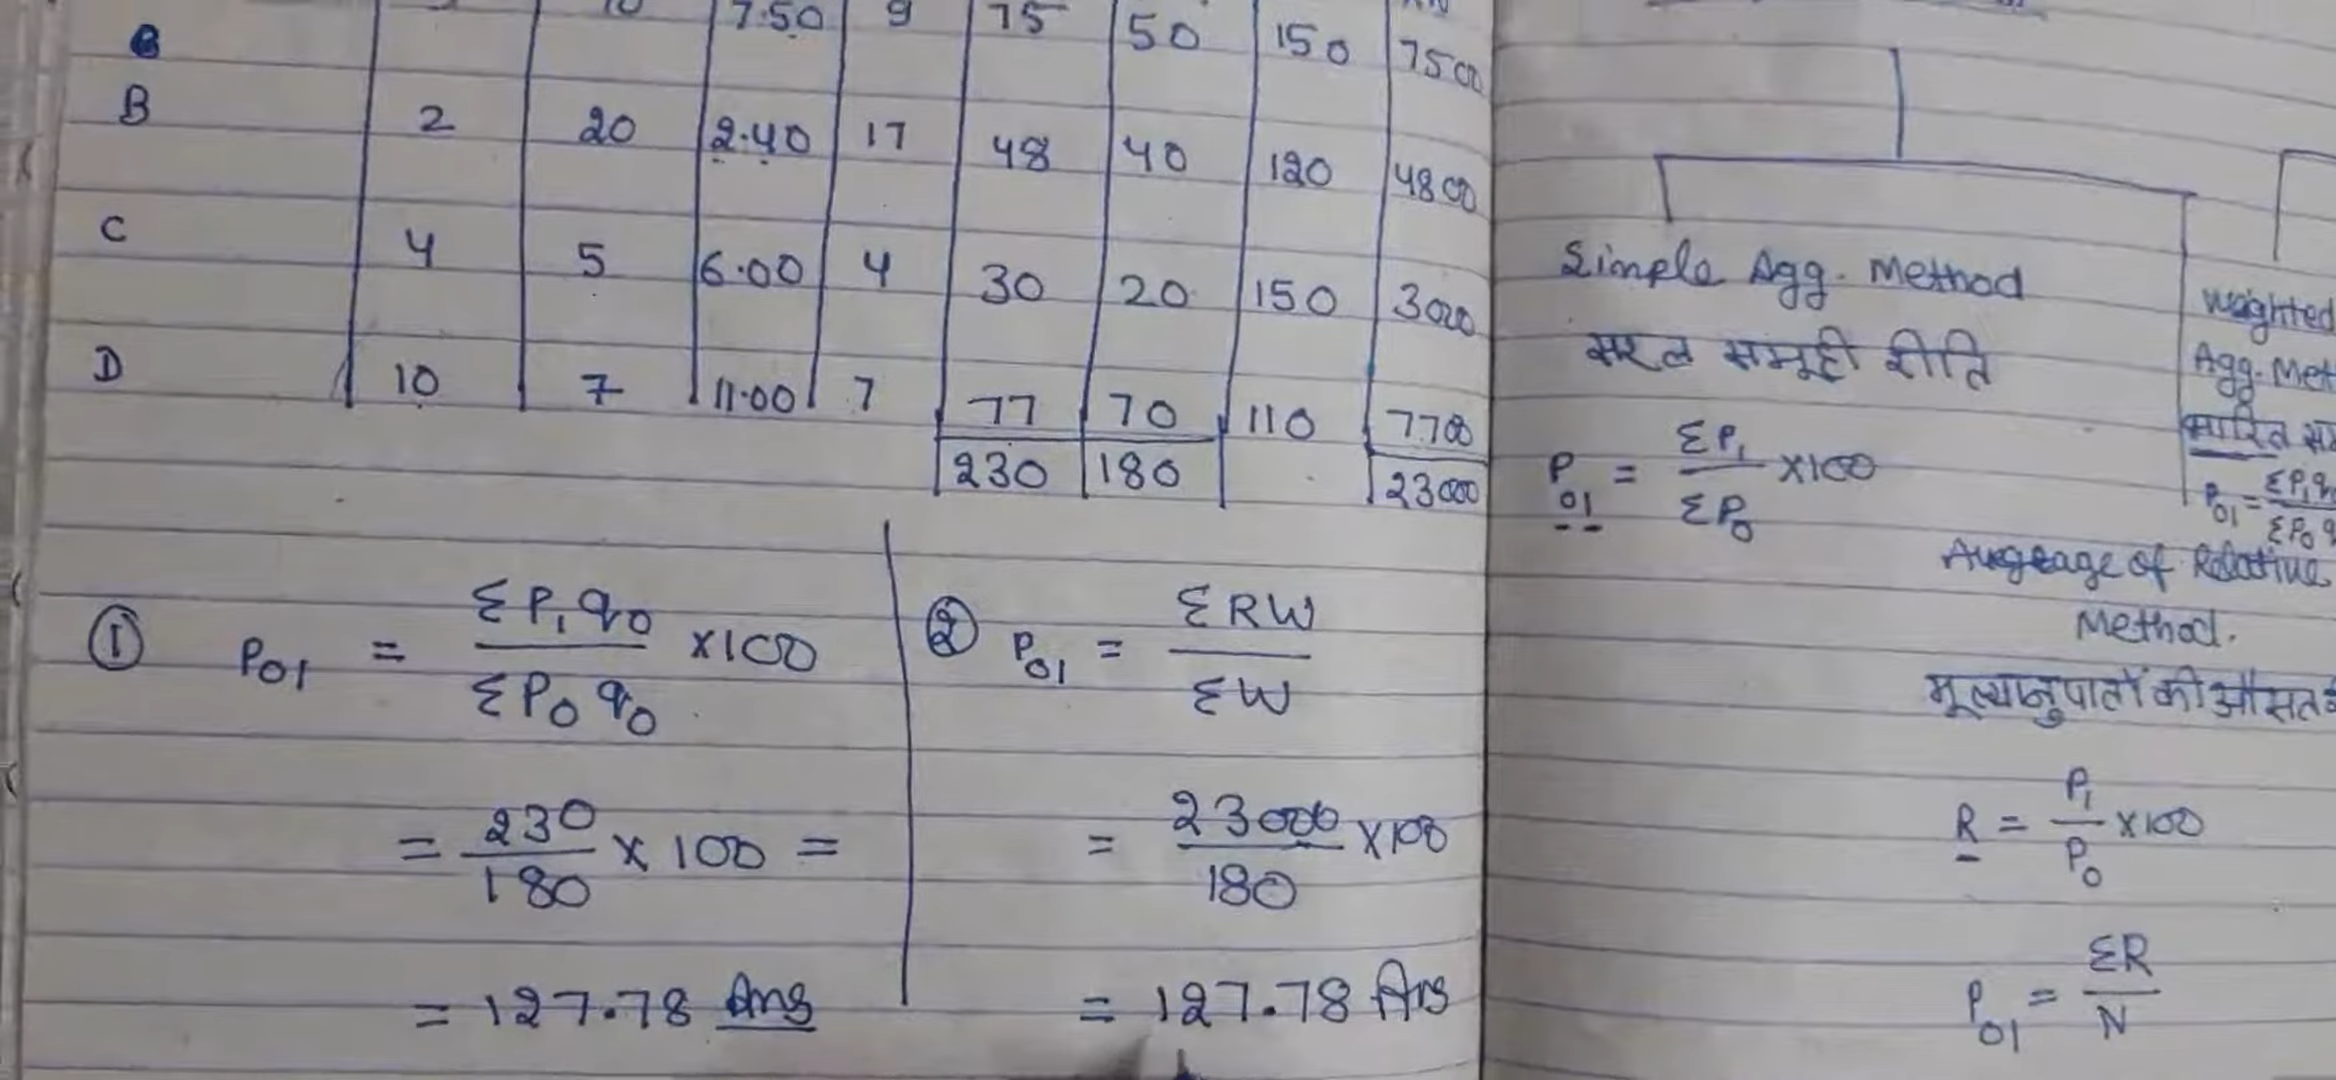 10 7.50 9 75 50 150 7500
B 2 20 2.40 17 48 40 120 4800
C 4 5 6.00 4 30 20 150 3000
D 10 7 11.00 7 77 70 110 7700
230 180 23000
① P01 = ΣP1q0 / ΣP0q0 ×100
= 230 / 180 × 100 =
= 127.78 Ans
② P01 = ΣRW / ΣW
= 23000 / 180 ×100
= 127.78 Ans
Simple Agg. Method
सरल समूही रीति
P01 = ΣP1 / ΣP0 ×100
Weighted
Agg. Met
भारित स
P01 = ΣP1q / ΣP0q
Avgeage of Relative
Method.
मूल्यानुपातों की औसत
R = P1 / P0 ×100
P01 = ΣR / N